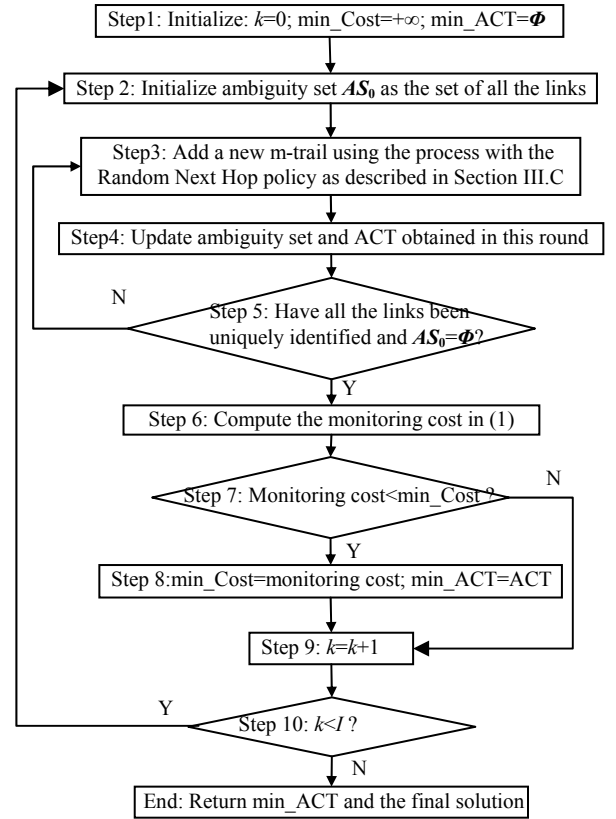 Step1: Initialize: k=0; min_Cost=+∞; min_ACT=Φ
Step 2: Initialize ambiguity set AS₀ as the set of all the links
Step3: Add a new m-trail using the process with the
Random Next Hop policy as described in Section III.C
Step4: Update ambiguity set and ACT obtained in this round
N
Step 5: Have all the links been
uniquely identified and AS₀=Φ?
Y
Step 6: Compute the monitoring cost in (1)
N
Step 7: Monitoring cost<min_Cost ?
Y
Step 8:min_Cost=monitoring cost; min_ACT=ACT
Step 9: k=k+1
Y
Step 10: k<I ?
N
End: Return min_ACT and the final solution